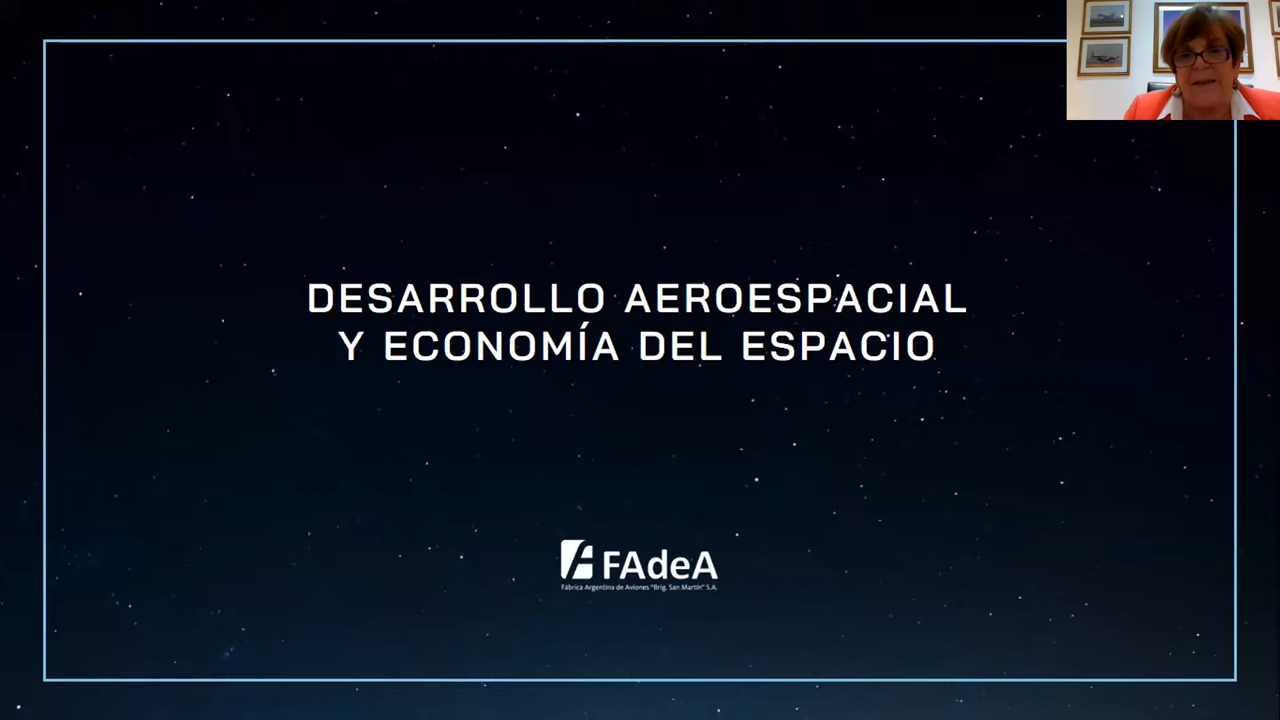 DESARROLLO AEROESPACIAL
Y ECONOMÍA DEL ESPACIO
FAdeA
Fábrica Argentina de Aviones "Brig. San Martín" S.A.